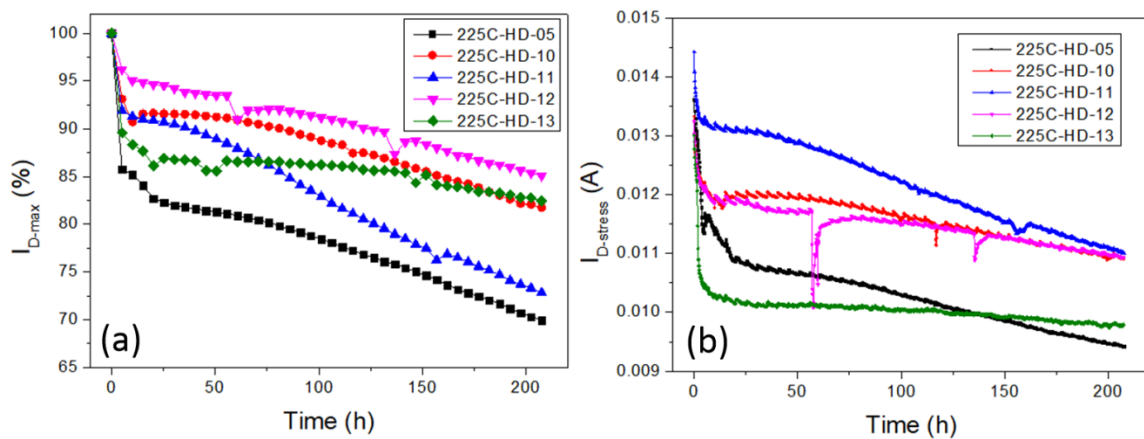 100
95
90
85
80
75
70
65
I_D-max (%)
0
50
100
150
200
Time (h)
225C-HD-05
225C-HD-10
225C-HD-11
225C-HD-12
225C-HD-13
(a)
0.015
0.014
0.013
0.012
0.011
0.010
0.009
I_D-stress (A)
0
50
100
150
200
Time (h)
225C-HD-05
225C-HD-10
225C-HD-11
225C-HD-12
225C-HD-13
(b)